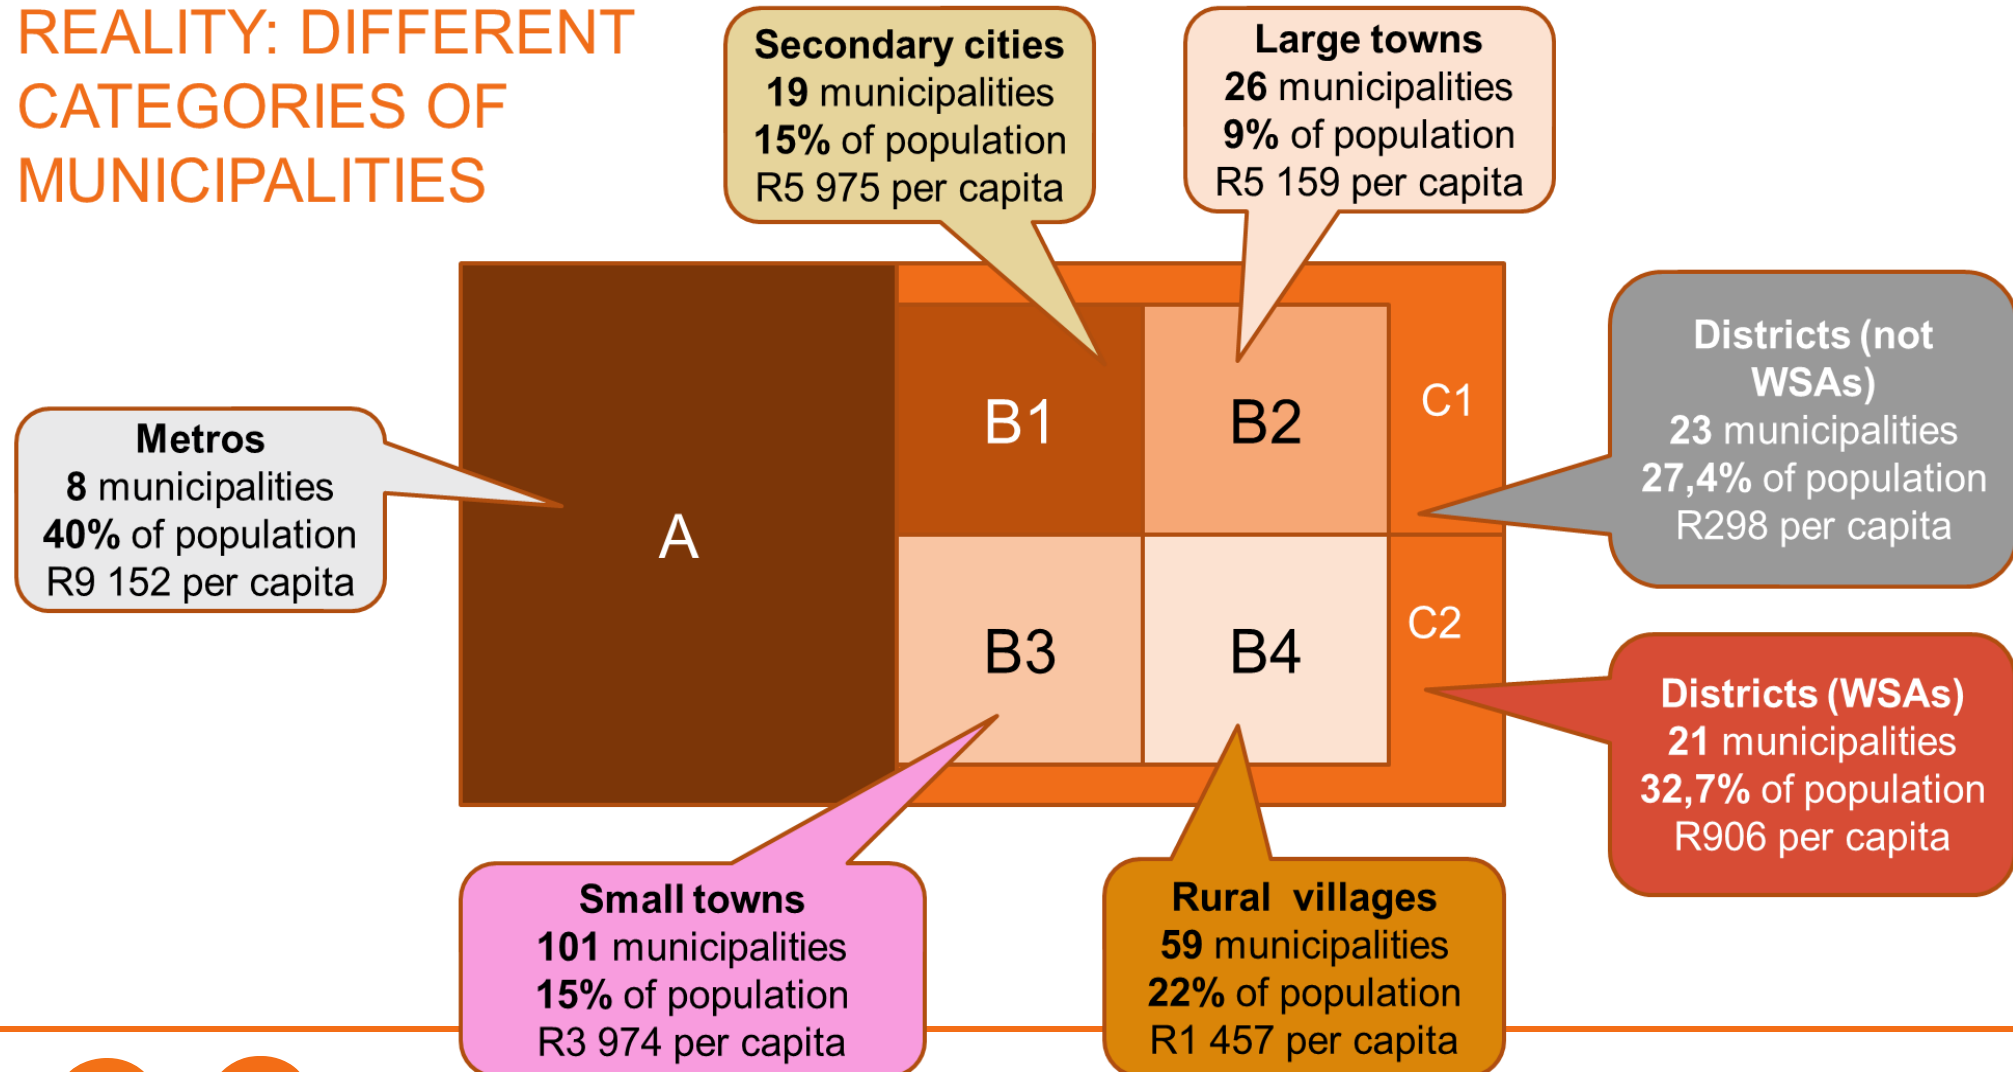 REALITY: DIFFERENT
CATEGORIES OF
MUNICIPALITIES
Secondary cities
19 municipalities
15% of population
R5 975 per capita
Large towns
26 municipalities
9% of population
R5 159 per capita
Metros
8 municipalities
40% of population
R9 152 per capita
A
B1
B2
B3
B4
C1
C2
Districts (not
WSAs)
23 municipalities
27,4% of population
R298 per capita
Districts (WSAs)
21 municipalities
32,7% of population
R906 per capita
Small towns
101 municipalities
15% of population
R3 974 per capita
Rural villages
59 municipalities
22% of population
R1 457 per capita